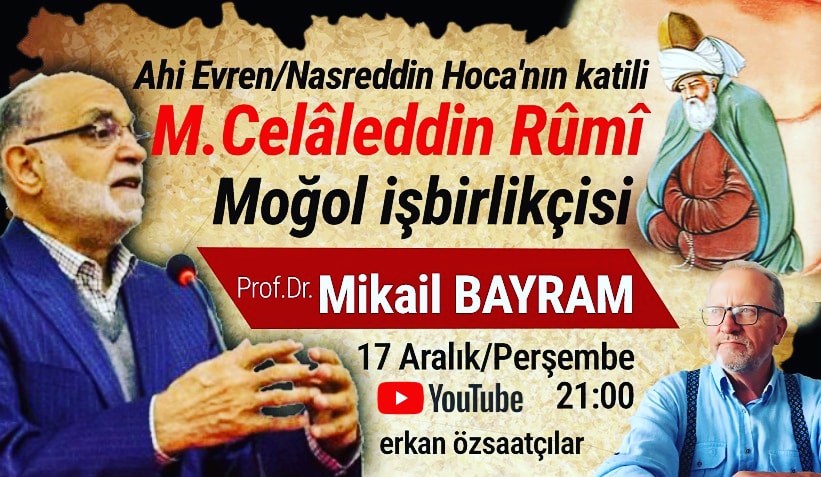 Ahi Evren/Nasreddin Hoca'nın katili
M.Celâleddin Rûmî
Moğol işbirlikçisi
Prof.Dr. Mikail BAYRAM
17 Aralık/Perşembe
YouTube 21:00
erkan özsaatçılar